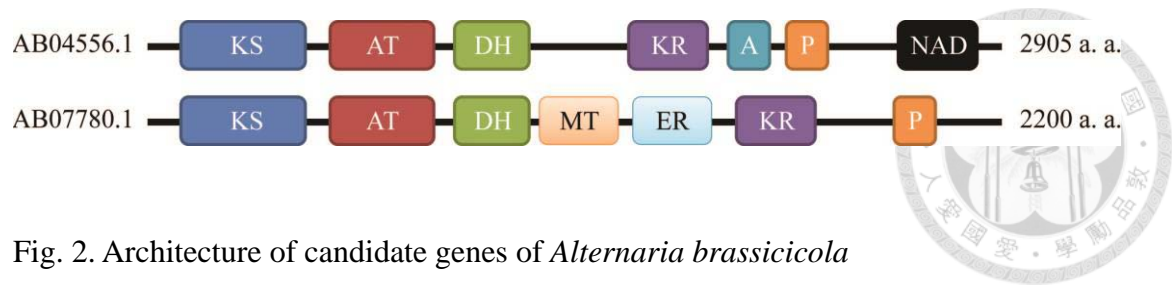 AB04556.1 KS AT DH KR A P NAD 2905 a. a.
AB07780.1 KS AT DH MT ER KR P 2200 a. a.
Fig. 2. Architecture of candidate genes of Alternaria brassicicola